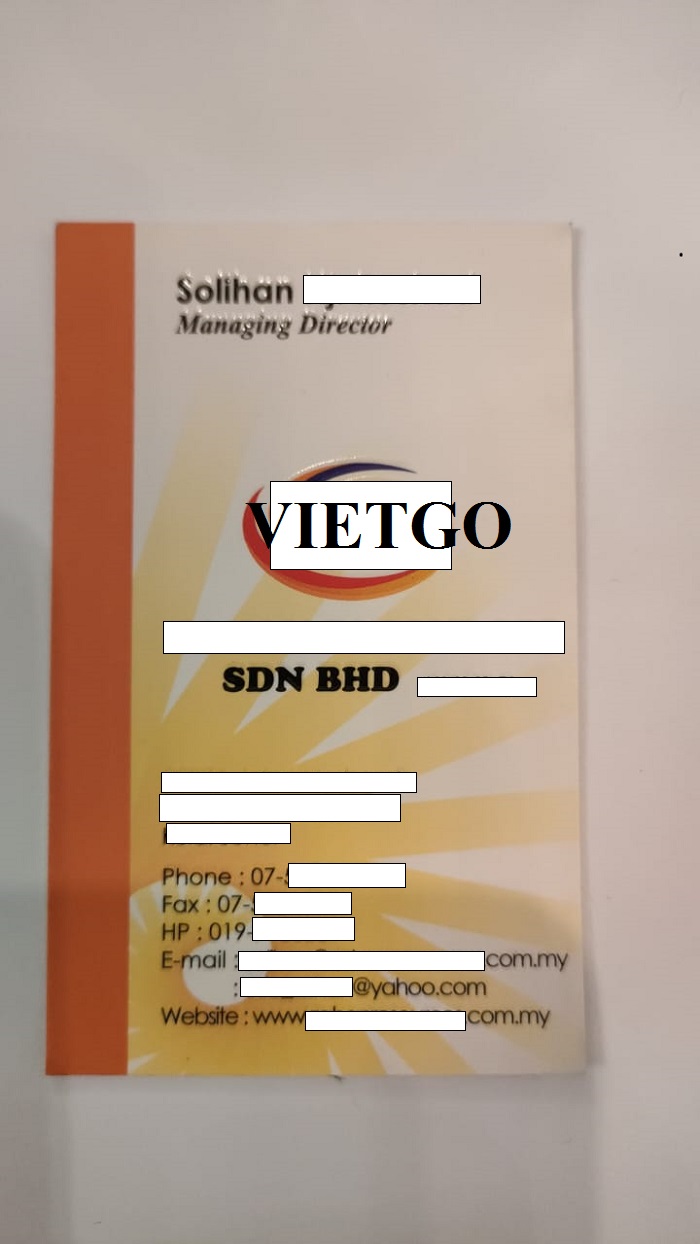 Solihan
Managing Director
VIETGO
SDN BHD
Phone : 07-
Fax : 07-
HP : 019-
E-mail : com.my
: @yahoo.com
Website : www .com.my